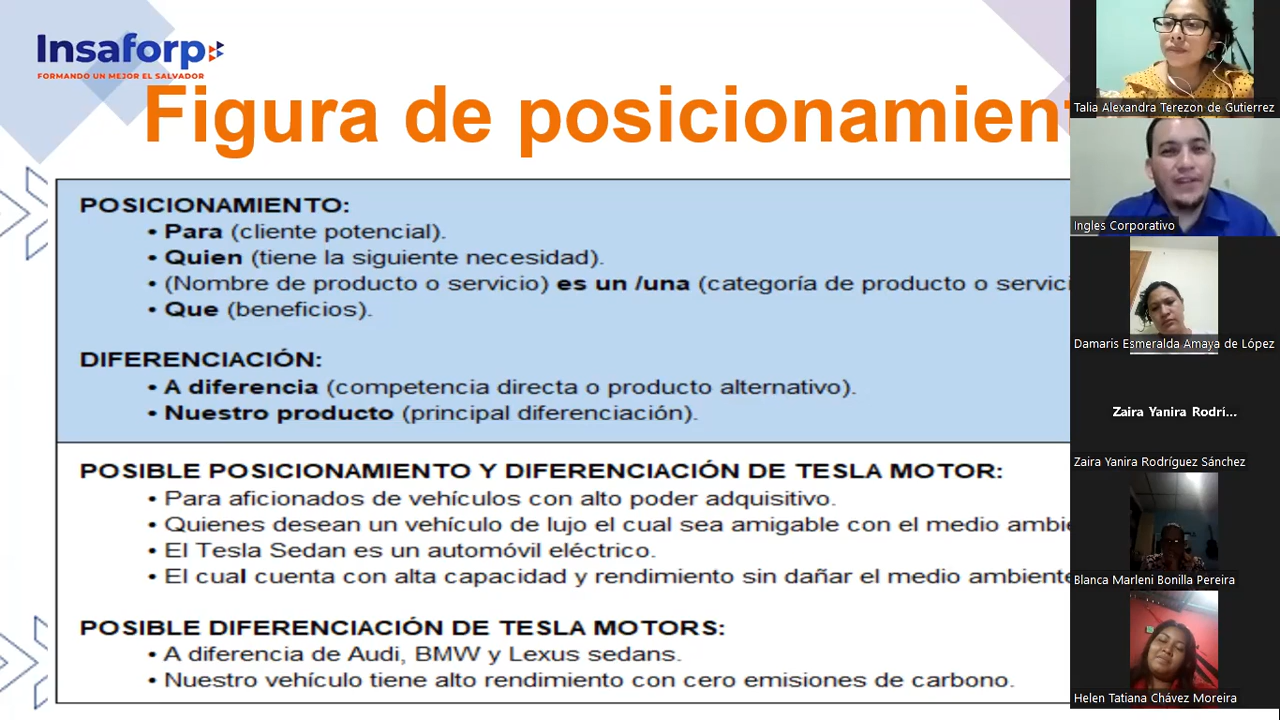 Insaforp
FORMANDO UN MEJOR EL SALVADOR
Figura de posicionamient
POSICIONAMIENTO:
• Para (cliente potencial).
• Quien (tiene la siguiente necesidad).
• (Nombre de producto o servicio) es un /una (categoría de producto o servici
• Que (beneficios).
DIFERENCIACIÓN:
• A diferencia (competencia directa o producto alternativo).
• Nuestro producto (principal diferenciación).
POSIBLE POSICIONAMIENTO Y DIFERENCIACIÓN DE TESLA MOTOR:
• Para aficionados de vehículos con alto poder adquisitivo.
• Quienes desean un vehículo de lujo el cual sea amigable con el medio ambie
• El Tesla Sedan es un automóvil eléctrico.
• El cual cuenta con alta capacidad y rendimiento sin dañar el medio ambiente
POSIBLE DIFERENCIACIÓN DE TESLA MOTORS:
• A diferencia de Audi, BMW y Lexus sedans.
• Nuestro vehículo tiene alto rendimiento con cero emisiones de carbono.
Talia Alexandra Terezon de Gutierrez
Ingles Corporativo
Damaris Esmeralda Amaya de López
Zaira Yanira Rodrí...
Zaira Yanira Rodríguez Sánchez
Blanca Marleni Bonilla Pereira
Helen Tatiana Chávez Moreira